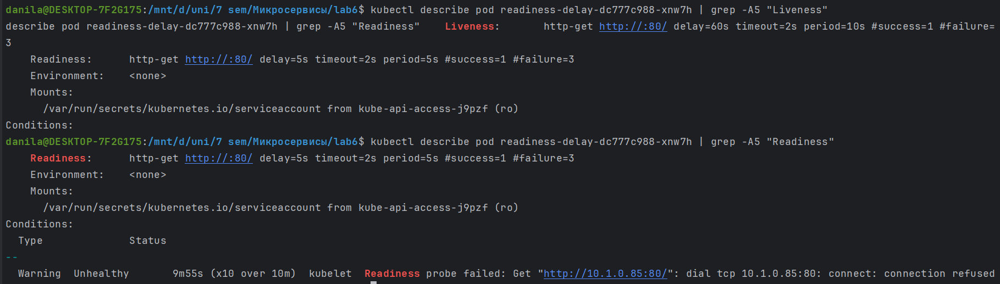 danila@DESKTOP-7F2G175:/mnt/d/uni/7 sem/Микросервисы/lab6$ kubectl describe pod readiness-delay-dc777c988-xnw7h | grep -A5 "Liveness"
describe pod readiness-delay-dc777c988-xnw7h | grep -A5 "Readiness"    Liveness:       http-get http://:80/ delay=60s timeout=2s period=10s #success=1 #failure=
3
    Readiness:      http-get http://:80/ delay=5s timeout=2s period=5s #success=1 #failure=3
    Environment:    <none>
    Mounts:
      /var/run/secrets/kubernetes.io/serviceaccount from kube-api-access-j9pzf (ro)
Conditions:
danila@DESKTOP-7F2G175:/mnt/d/uni/7 sem/Микросервисы/lab6$ kubectl describe pod readiness-delay-dc777c988-xnw7h | grep -A5 "Readiness"
    Readiness:      http-get http://:80/ delay=5s timeout=2s period=5s #success=1 #failure=3
    Environment:    <none>
    Mounts:
      /var/run/secrets/kubernetes.io/serviceaccount from kube-api-access-j9pzf (ro)
Conditions:
  Type              Status
--
  Warning  Unhealthy       9m55s (x10 over 10m)  kubelet  Readiness probe failed: Get "http://10.1.0.85:80/": dial tcp 10.1.0.85:80: connect: connection refused